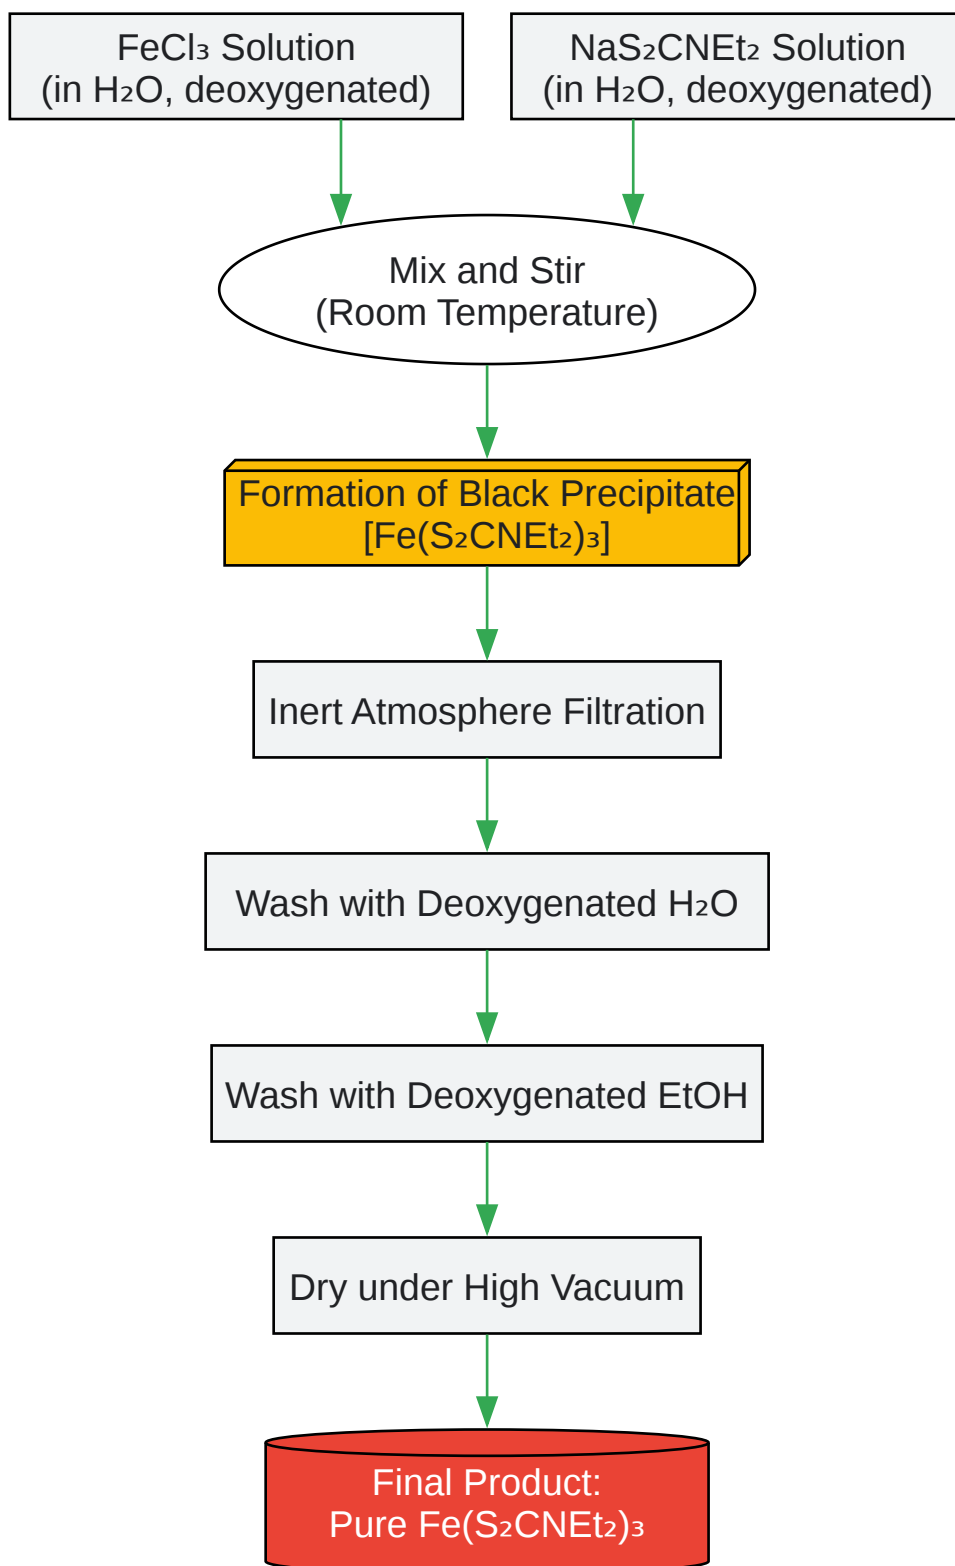 FeCl₃ Solution
(in H₂O, deoxygenated)
NaS₂CNEt₂ Solution
(in H₂O, deoxygenated)
Mix and Stir
(Room Temperature)
Formation of Black Precipitate
[Fe(S₂CNEt₂)₃]
Inert Atmosphere Filtration
Wash with Deoxygenated H₂O
Wash with Deoxygenated EtOH
Dry under High Vacuum
Final Product:
Pure Fe(S₂CNEt₂)₃